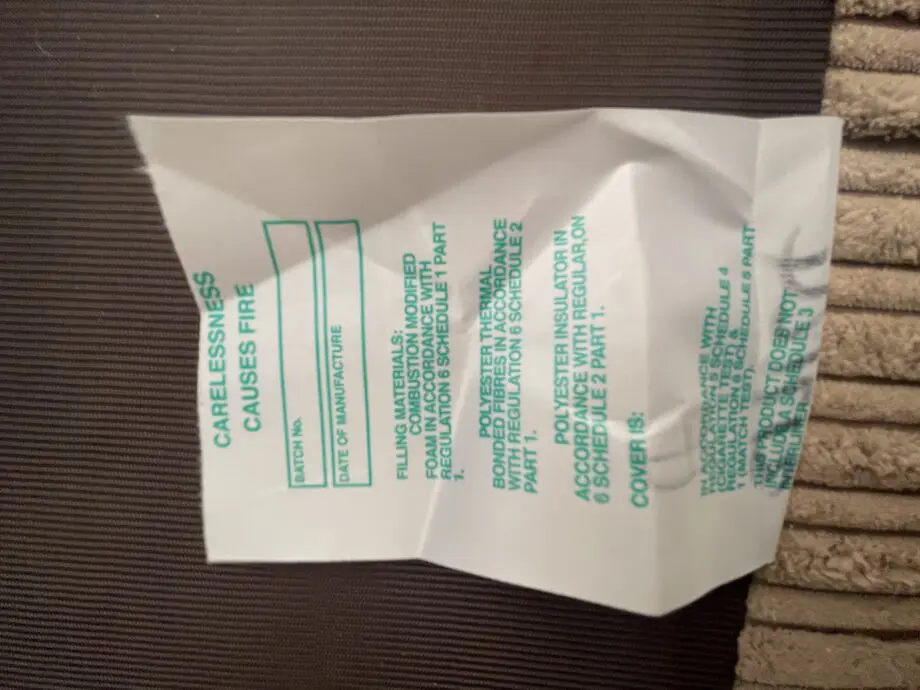 CARELESSNESS
CAUSES FIRE
BATCH No.
DATE OF MANUFACTURE
FILLING MATERIALS:
COMBUSTION MODIFIED
FOAM IN ACCORDANCE WITH
REGULATION 6 SCHEDULE 1 PART
1.
POLYESTER THERMAL
BONDED FIBRES IN ACCORDANCE
WITH REGULATION 6 SCHEDULE 2
PART 1.
POLYESTER INSULATOR IN
ACCORDANCE WITH REGULAR,ON
6 SCHEDULE 2 PART 1.
COVER IS:
IN ACCORDANCE WITH
REGULATION 5 SCHEDULE 4
(CIGARETTE TEST) &
REGULATION 6 SCHEDULE 5 PART
1 (MATCH TEST).
THIS PRODUCT DOES NOT
INCLUDE A SCHEDULE 3
INTERLINER.